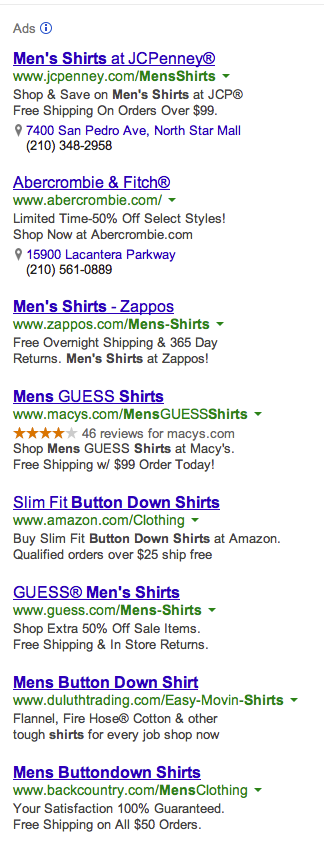 Ads
Men's Shirts at JCPenney®
www.jcpenney.com/MensShirts
Shop & Save on Men's Shirts at JCP®
Free Shipping On Orders Over $99.
7400 San Pedro Ave, North Star Mall
(210) 348-2958
Abercrombie & Fitch®
www.abercrombie.com/
Limited Time-50% Off Select Styles!
Shop Now at Abercrombie.com
15900 Lacantera Parkway
(210) 561-0889
Men's Shirts - Zappos
www.zappos.com/Mens-Shirts
Free Overnight Shipping & 365 Day
Returns. Men's Shirts at Zappos!
Mens GUESS Shirts
www.macys.com/MensGUESSShirts
46 reviews for macys.com
Shop Mens GUESS Shirts at Macy's.
Free Shipping w/ $99 Order Today!
Slim Fit Button Down Shirts
www.amazon.com/Clothing
Buy Slim Fit Button Down Shirts at Amazon.
Qualified orders over $25 ship free
GUESS® Men's Shirts
www.guess.com/Mens-Shirts
Shop Extra 50% Off Sale Items.
Free Shipping & In Store Returns.
Mens Button Down Shirt
www.duluthtrading.com/Easy-Movin-Shirts
Flannel, Fire Hose® Cotton & other
tough shirts for every job shop now
Mens Buttondown Shirts
www.backcountry.com/MensClothing
Your Satisfaction 100% Guaranteed.
Free Shipping on All $50 Orders.